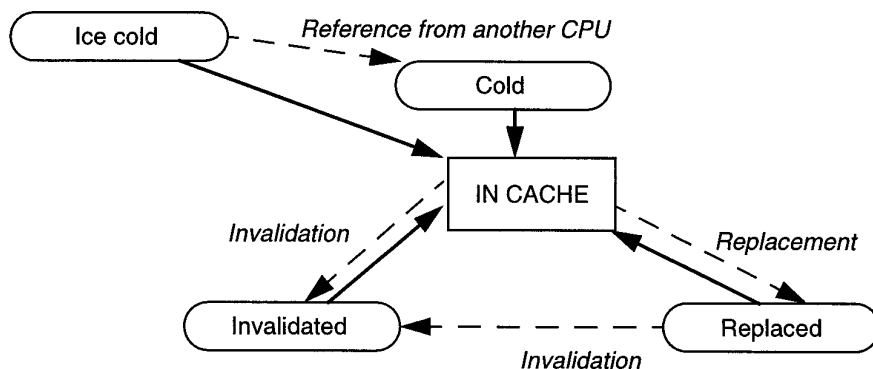 Ice cold
Reference from another CPU
Cold
IN CACHE
Invalidation
Replacement
Invalidated
Replaced
Invalidation